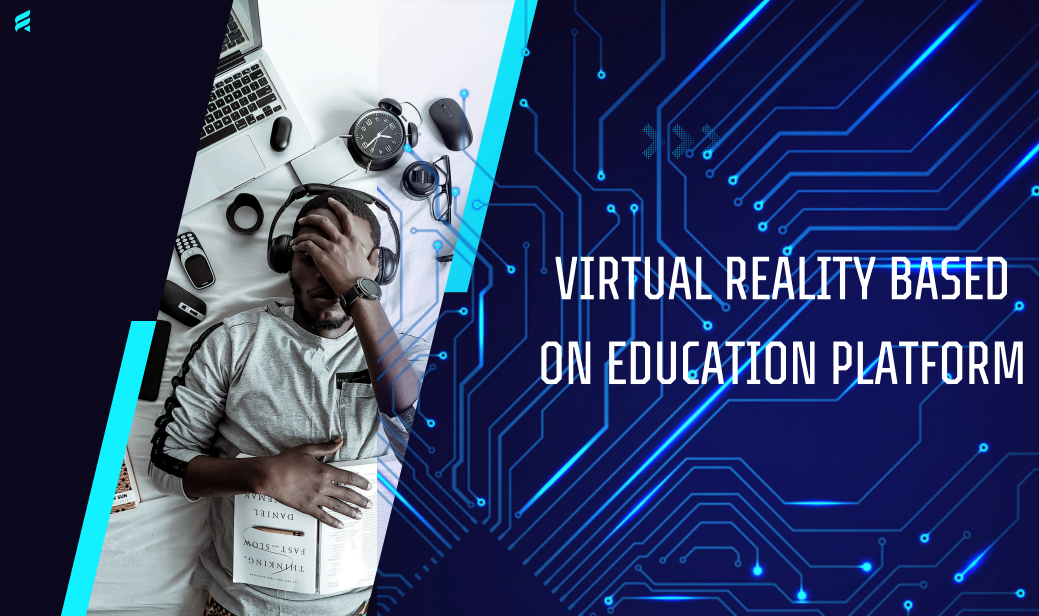 VIRTUAL REALITY BASED
ON EDUCATION PLATFORM
THINKING,
FAST AND SLOW
DANIEL